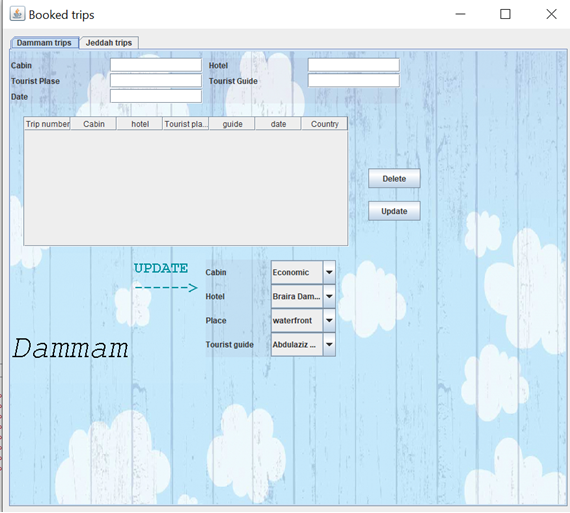 Booked trips
Dammam trips Jeddah trips
Cabin Hotel
Tourist Plase Tourist Guide
Date
Trip number Cabin hotel Tourist pla... guide date Country
Delete
Update
UPDATE
------>
Cabin Economic
Hotel Braira Dam...
Place waterfront
Tourist guide Abdulaziz ...
Dammam